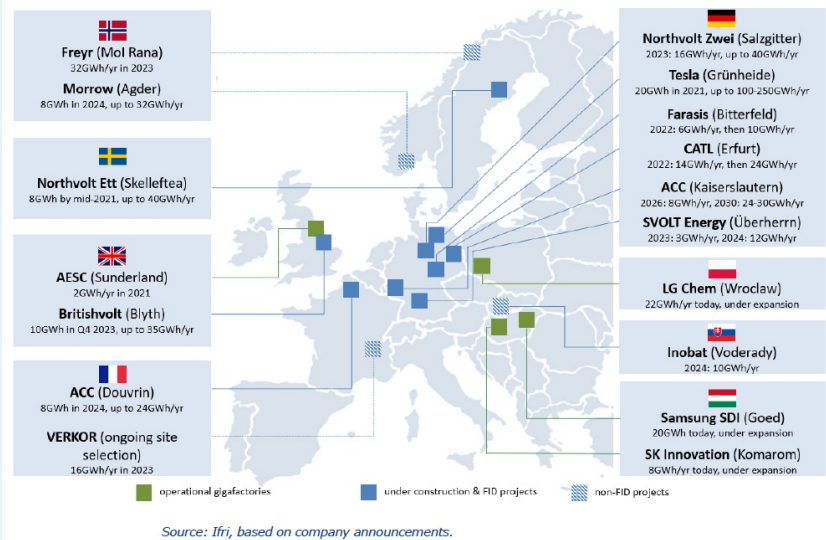 Freyr (MoI Rana)
32GWh/yr in 2023
Morrow (Agder)
8GWh in 2024, up to 32GWh/yr
Northvolt Ett (Skelleftea)
8GWh by mid-2021, up to 40GWh/yr
AESC (Sunderland)
2GWh/yr in 2021
Britishvolt (Blyth)
10GWh in Q4 2023, up to 35GWh/yr
ACC (Douvrin)
8GWh in 2024, up to 24GWh/yr
VERKOR (ongoing site
selection)
16GWh/yr in 2023
Northvolt Zwei (Salzgitter)
2023: 16GWh/yr, up to 40GWh/yr
Tesla (Grünheide)
20GWh in 2021, up to 100-250GWh/yr
Farasis (Bitterfeld)
2022: 6GWh/yr, then 10GWh/yr
CATL (Erfurt)
2022: 14GWh/yr, then 24GWh/yr
ACC (Kaiserslautern)
2026: 8GWh/yr, 2030: 24-30GWh/yr
SVOLT Energy (Überherrn)
2023: 3GWh/yr, 2024: 12GWh/yr
LG Chem (Wroclaw)
22GWh/yr today, under expansion
Inobat (Voderady)
2024: 10GWh/yr
Samsung SDI (Goed)
20GWh today, under expansion
SK Innovation (Komarom)
8GWh/yr today, under expansion
operational gigafactories
under construction & FID projects
non-FID projects
Source: Ifri, based on company announcements.